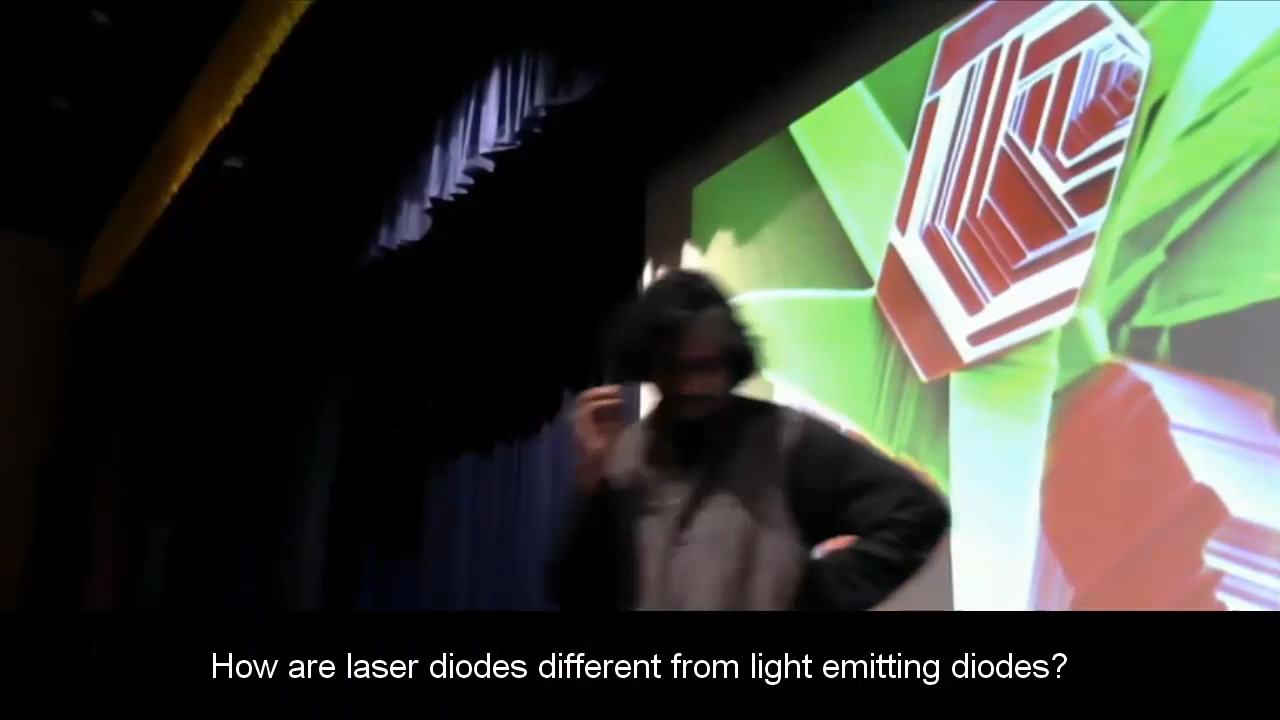 How are laser diodes different from light emitting diodes?